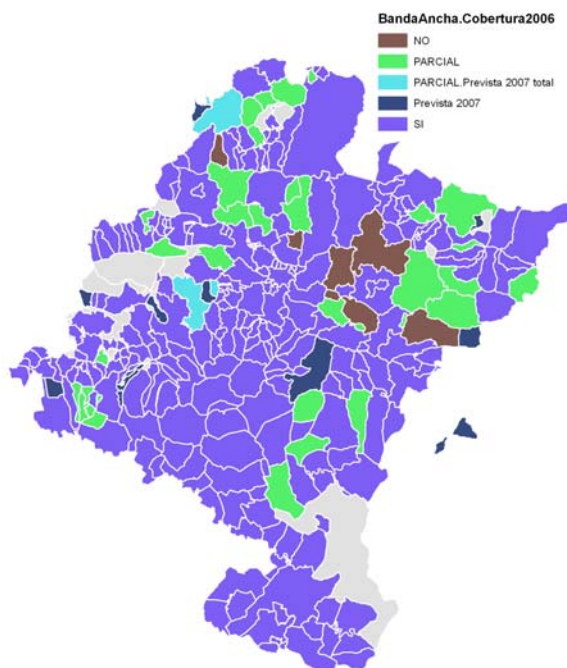 BandaAncha.Cobertura2006
NO
PARCIAL
PARCIAL.Prevista 2007 total
Prevista 2007
SI